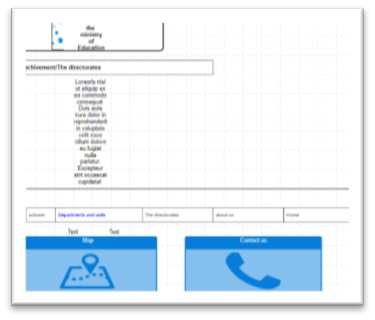 the
ministry
of
Education
chivement/The directorates
Loreeris nisi
ut aliquip ex
ea commodo
consequat.
Duis aute
irure dolor in
reprehenderit
in voluptate
velit esse
cillum dolore
eu fugiat
nulla
pariatur.
Excepteur
sint occaecat
cupidatat
schools Departments and units The directorates about us Home
Text Text
Map Contact us